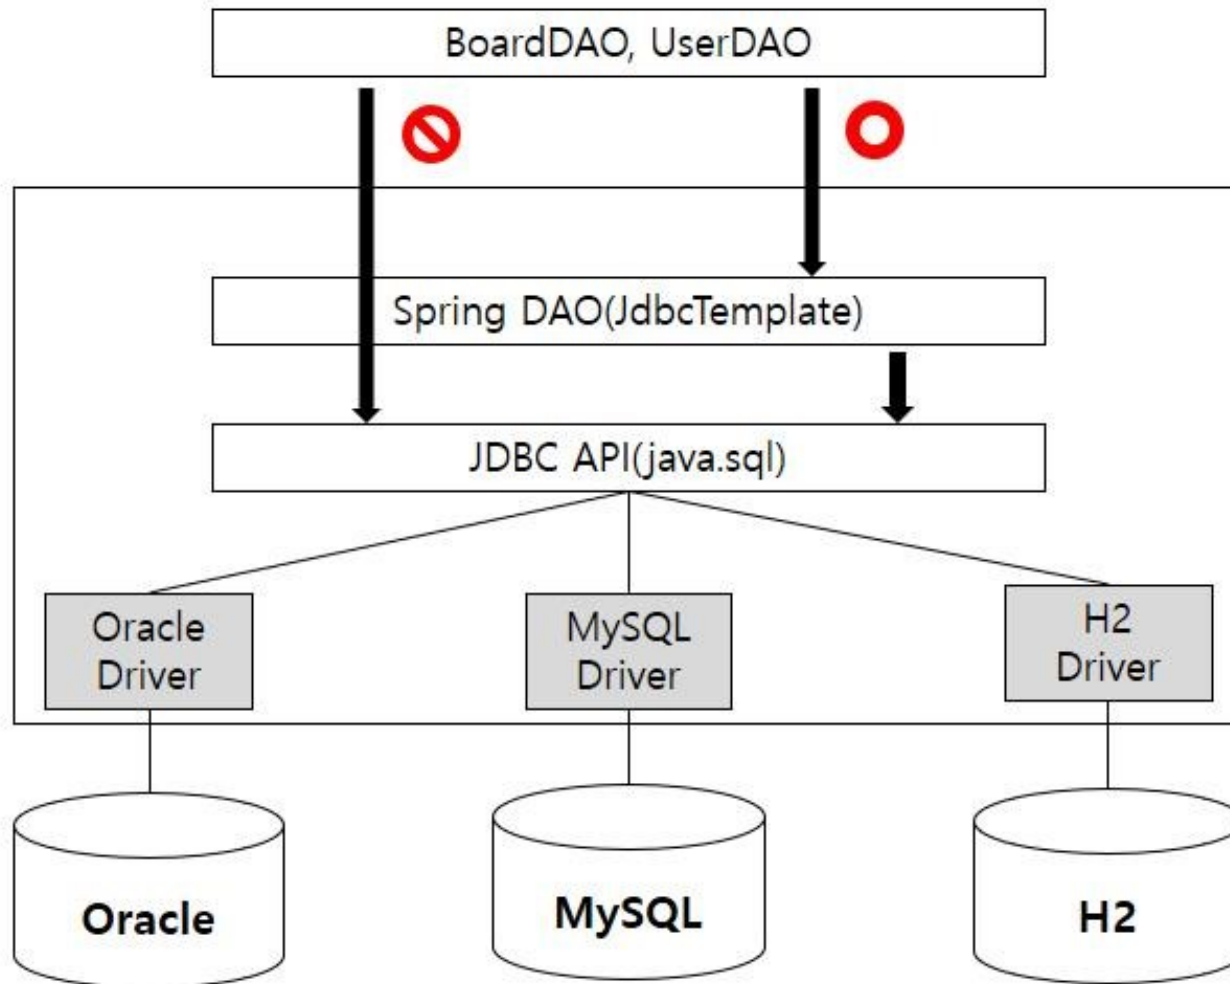 BoardDAO, UserDAO
Spring DAO(JdbcTemplate)
JDBC API(java.sql)
Oracle
Driver
MySQL
Driver
H2
Driver
Oracle
MySQL
H2